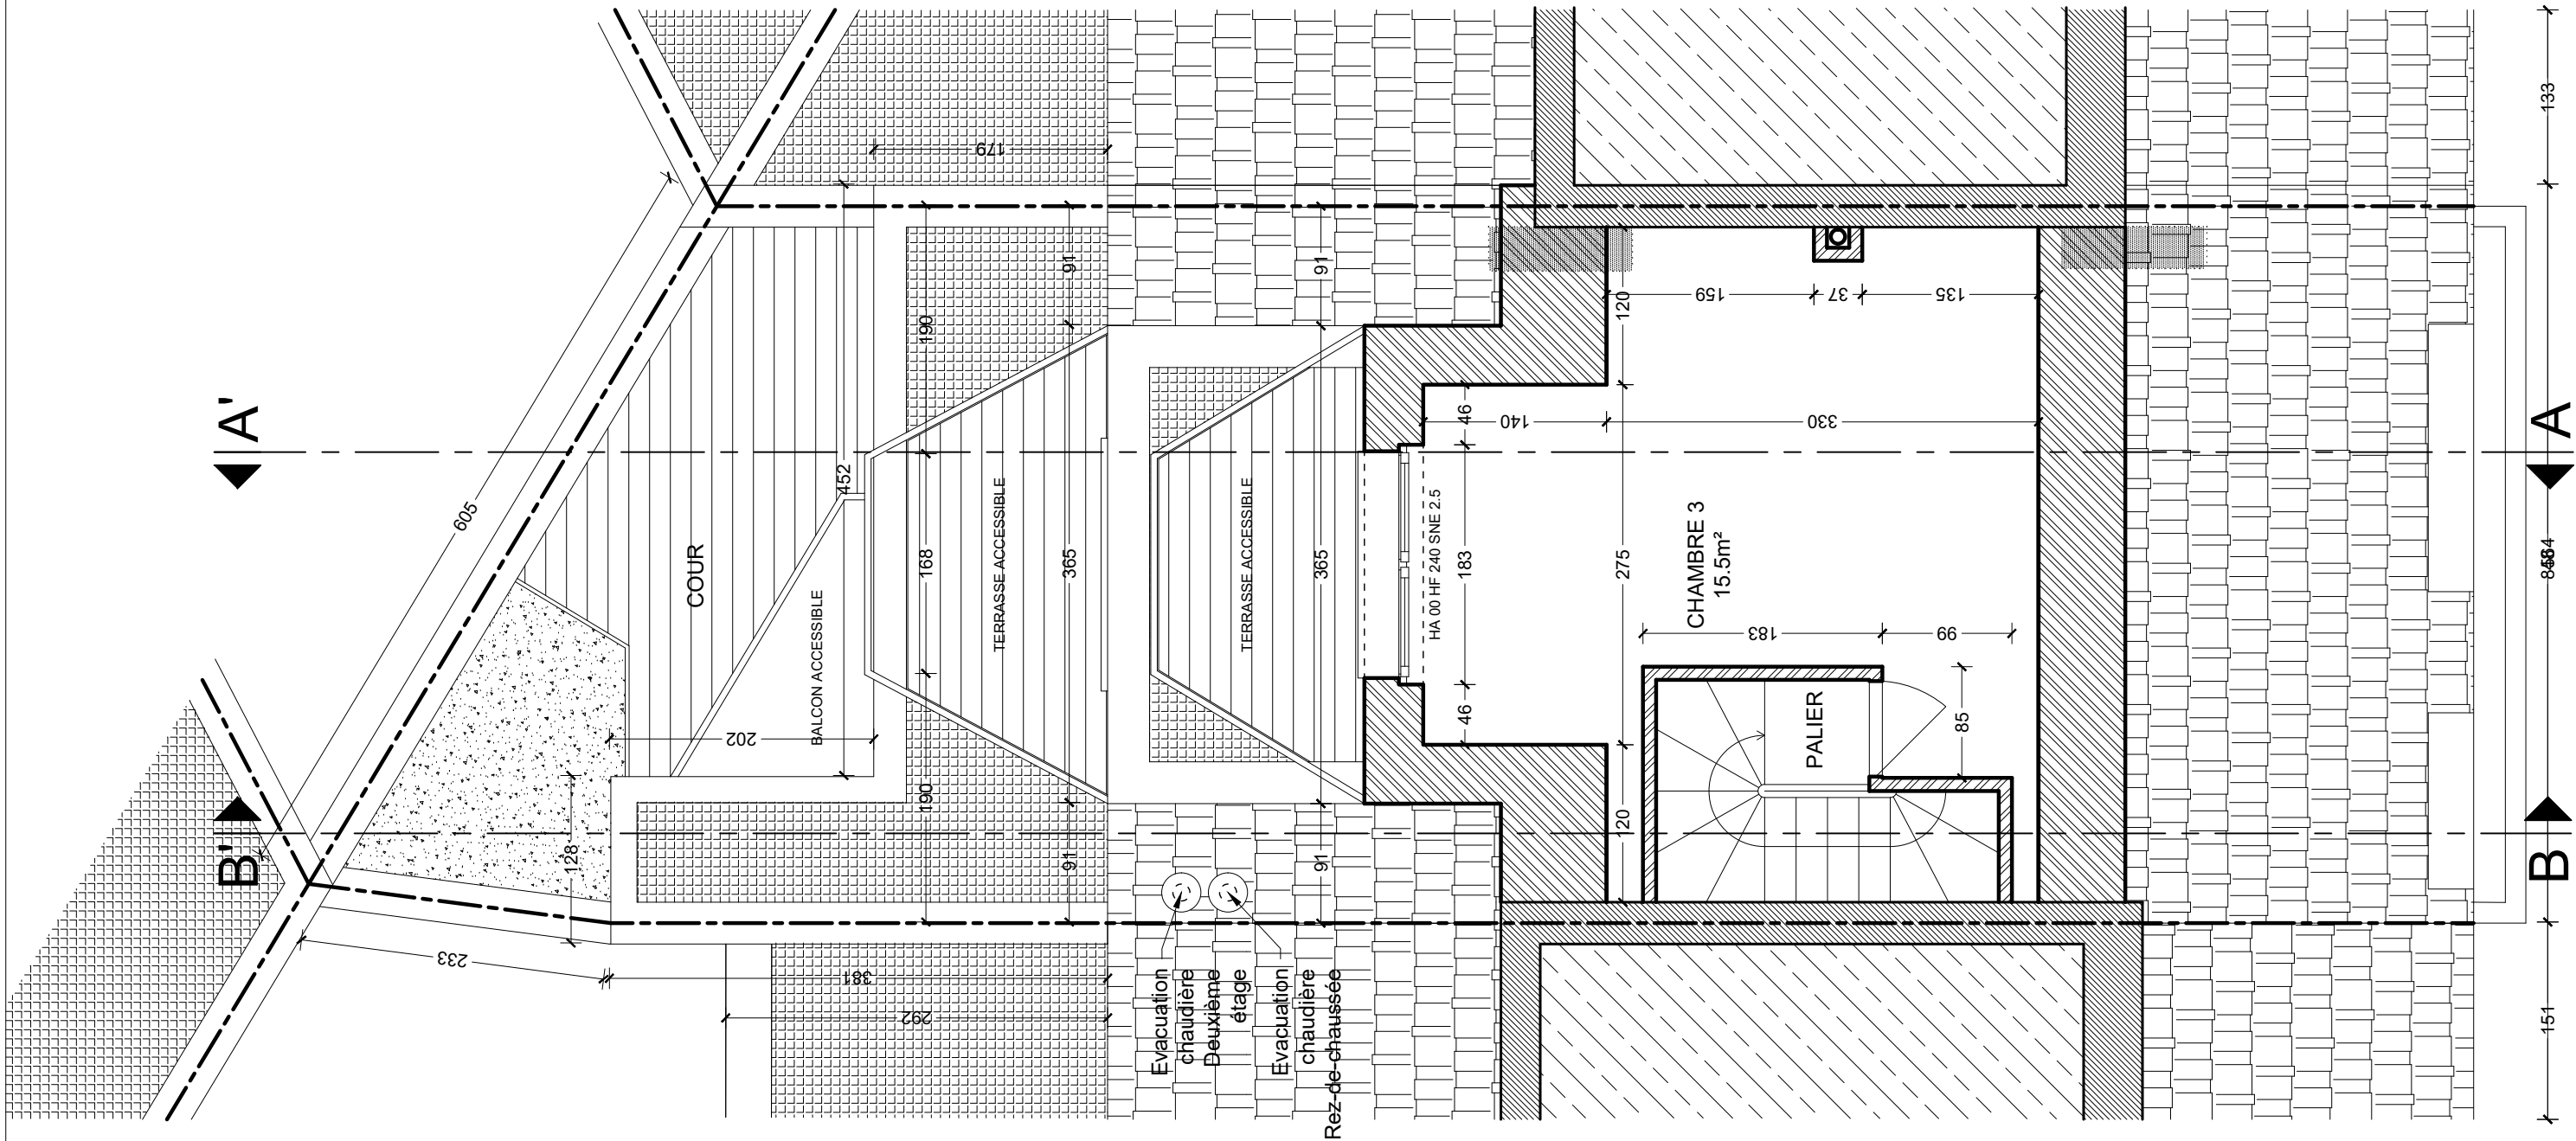 A'
B'
605
233
128
COUR
202
BALCON ACCESSIBLE
452
179
190
168
190
TERRASSE ACCESSIBLE
91
365
91
381
292
TERRASSE ACCESSIBLE
91
365
91
Evacuation
chaudière
Deuxième
étage
Evacuation
chaudière
Rez-de-chaussée
HA 00 HF 240 SNE 2.5
46
183
46
140
330
120
275
120
159
37
135
CHAMBRE 3
15.5m²
183
99
PALIER
85
133
151
A
B